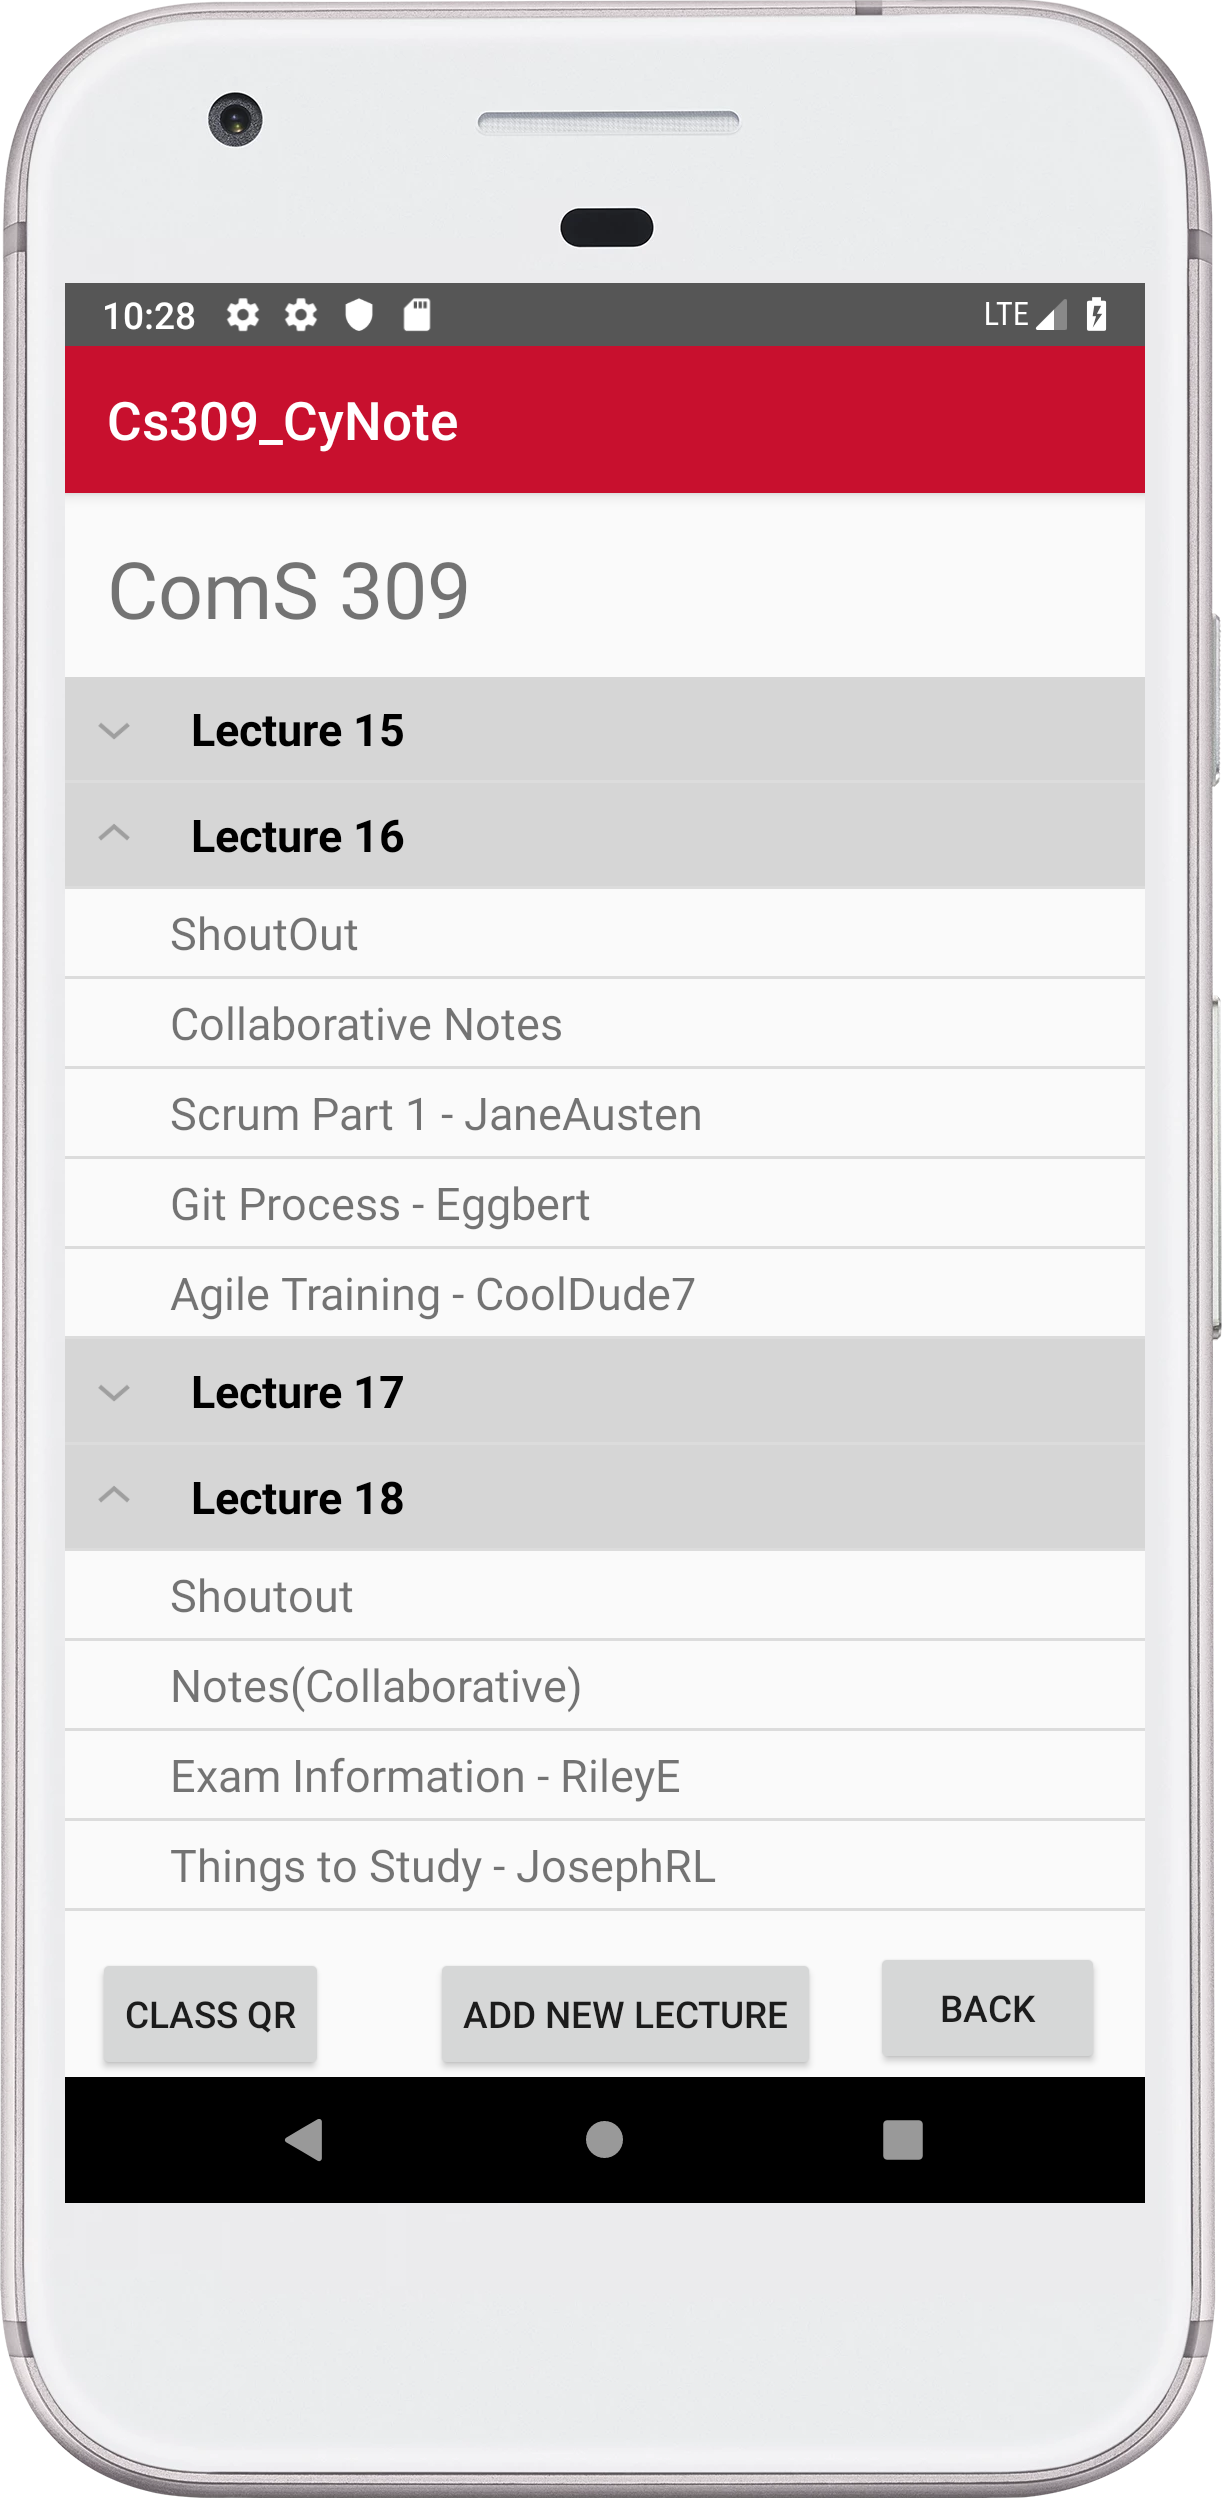 10:28 LTE
Cs309_CyNote
ComS 309
Lecture 15
Lecture 16
ShoutOut
Collaborative Notes
Scrum Part 1 - JaneAusten
Git Process - Eggbert
Agile Training - CoolDude7
Lecture 17
Lecture 18
Shoutout
Notes(Collaborative)
Exam Information - RileyE
Things to Study - JosephRL
CLASS QR ADD NEW LECTURE BACK